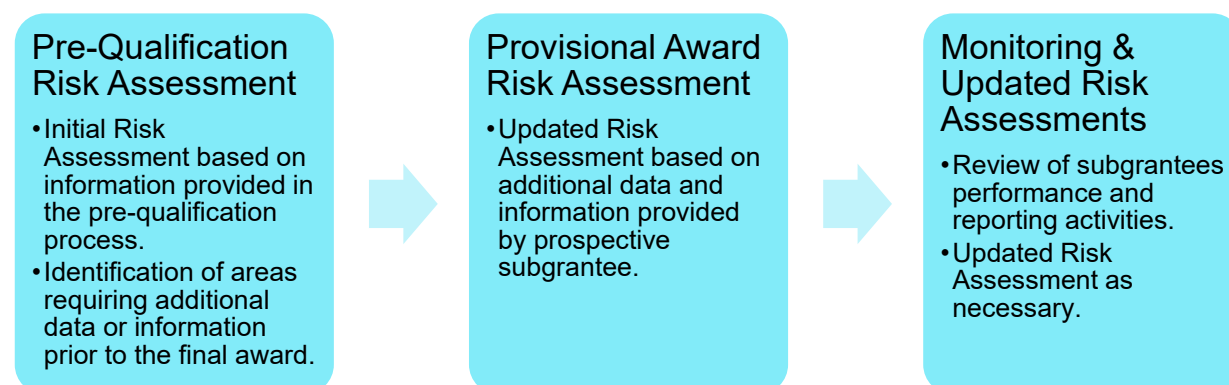 Pre-Qualification
Risk Assessment
•Initial Risk
Assessment based on
information provided in
the pre-qualification
process.
•Identification of areas
requiring additional
data or information
prior to the final award.
Provisional Award
Risk Assessment
•Updated Risk
Assessment based on
additional data and
information provided
by prospective
subgrantee.
Monitoring &
Updated Risk
Assessments
•Review of subgrantees
performance and
reporting activities.
•Updated Risk
Assessment as
necessary.